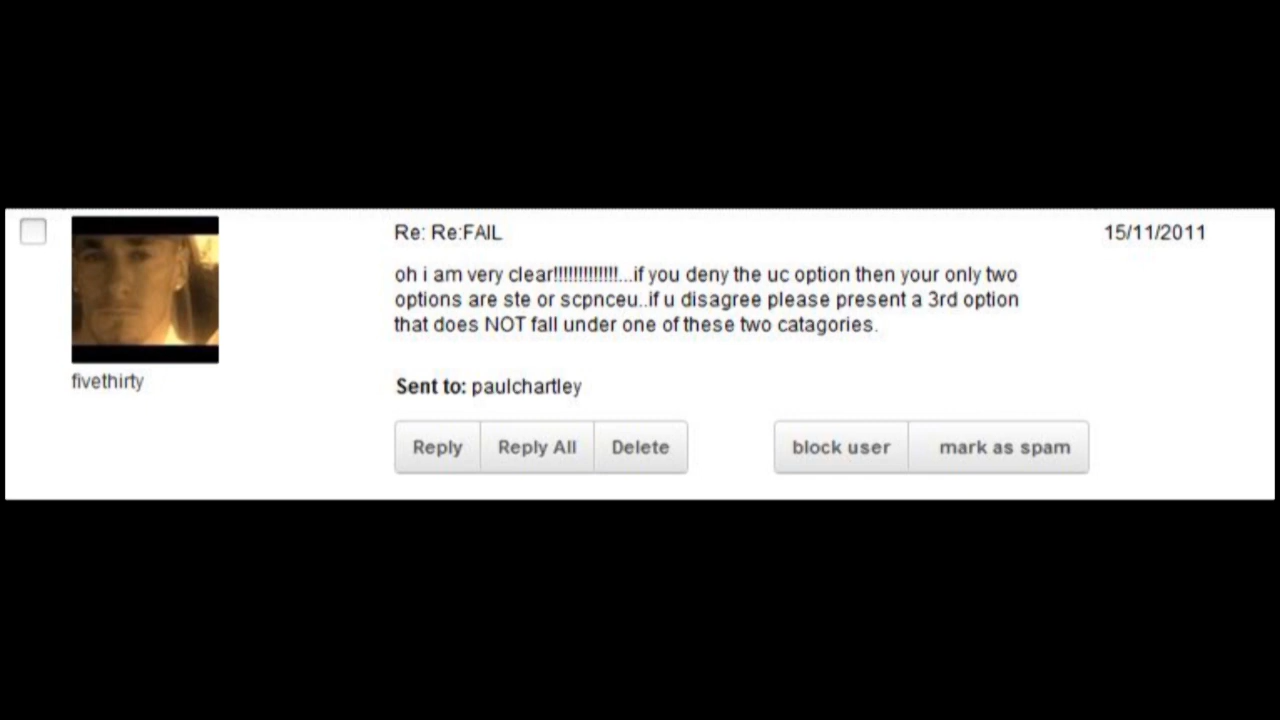 Re: Re:FAIL
15/11/2011
oh i am very clear!!!!!!!!!!!!!...if you deny the uc option then your only two
options are ste or scpnceu..if u disagree please present a 3rd option
that does NOT fall under one of these two catagories.
fivethirty
Sent to: paulchartley
Reply
Reply All
Delete
block user
mark as spam